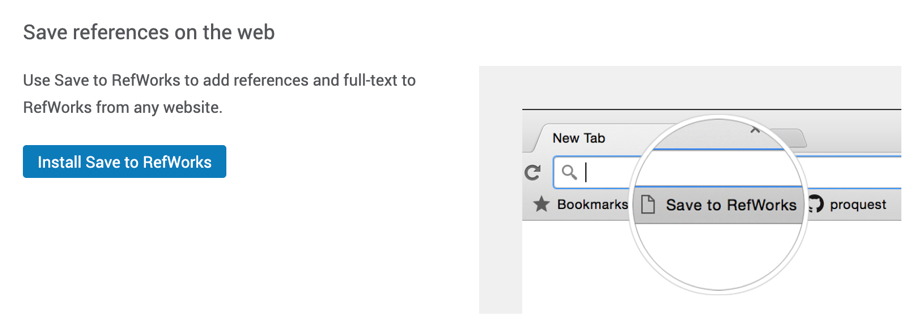 Save references on the web
Use Save to RefWorks to add references and full-text to
RefWorks from any website.
Install Save to RefWorks
New Tab
Bookmarks
Save to RefWorks
proquest